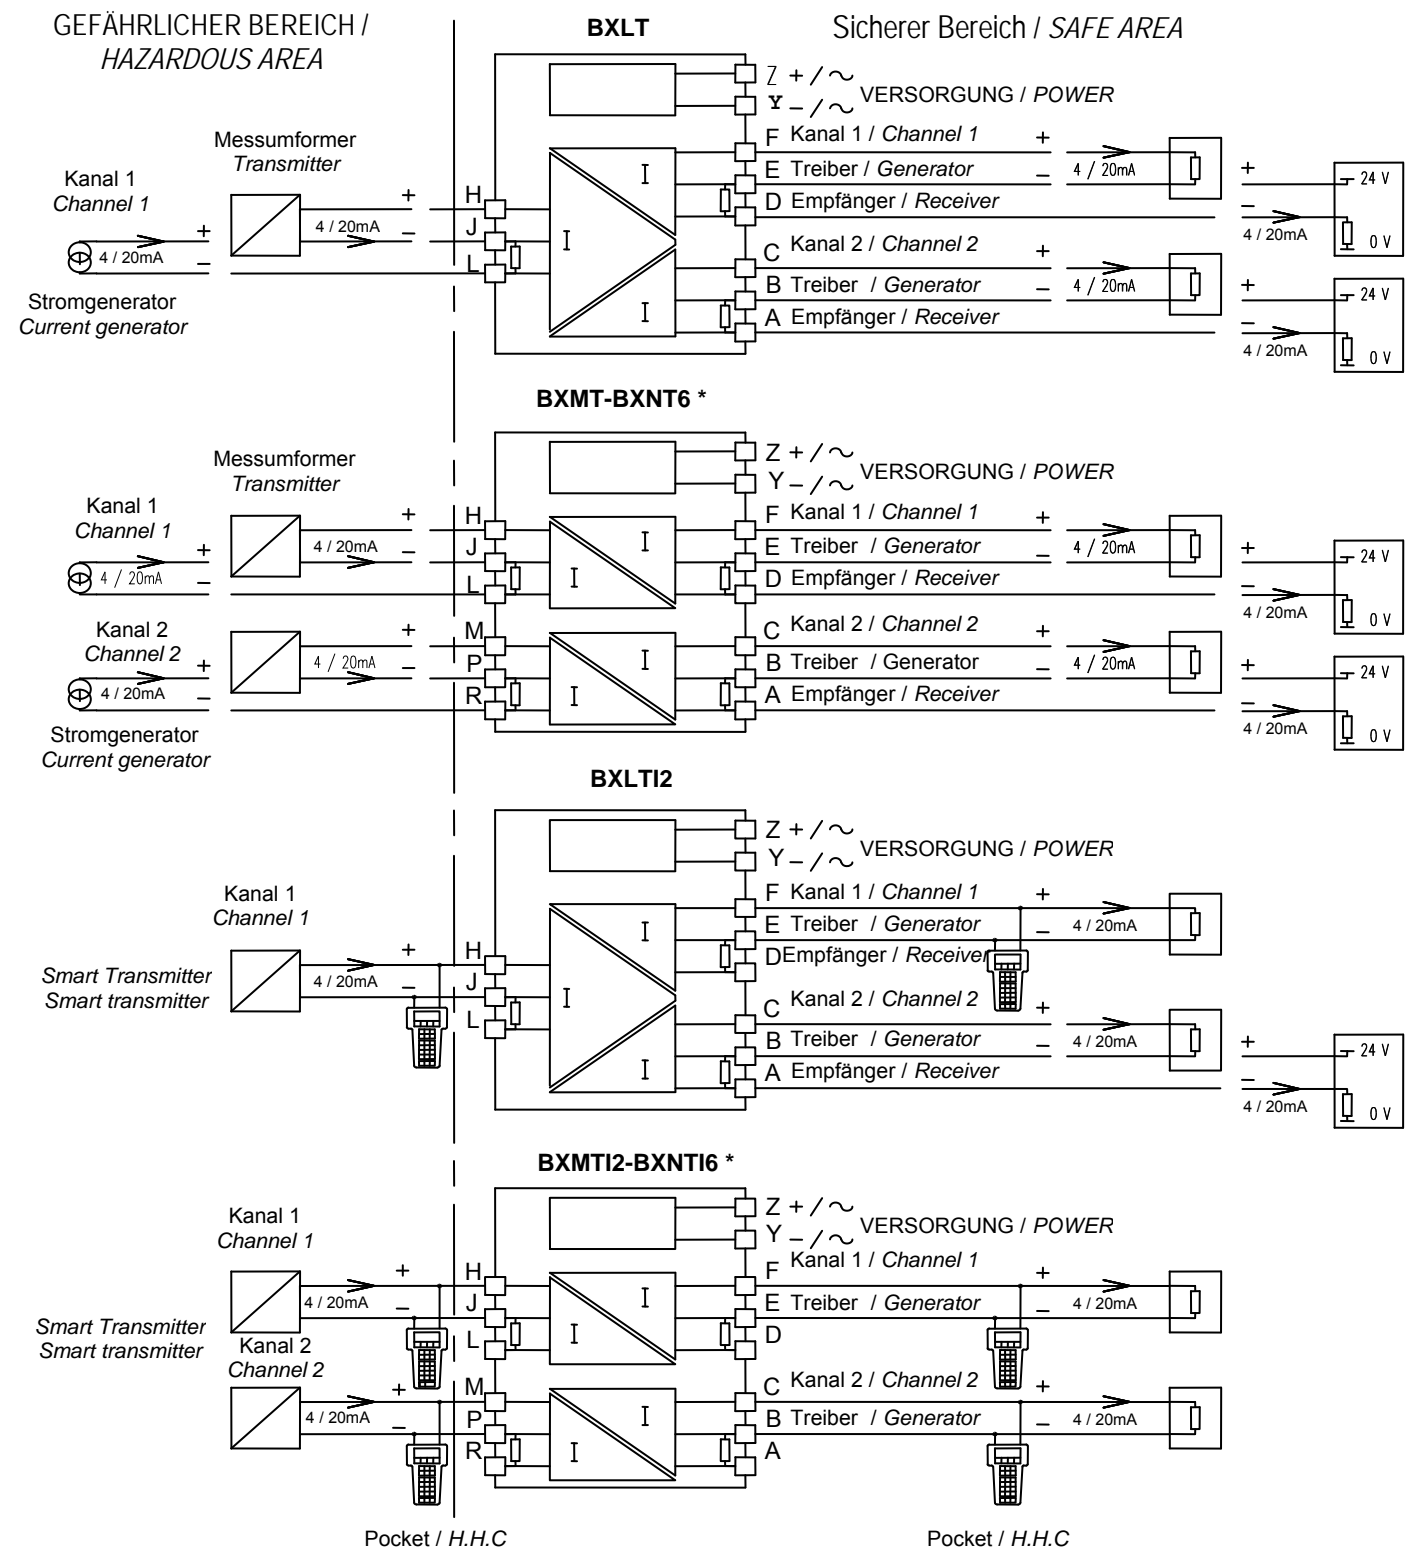 GEFÄHRLICHER BEREICH /
HAZARDOUS AREA
BXLT
Sicherer Bereich / SAFE AREA
Z + / ~
Y – / ~
VERSORGUNG / POWER
Messumformer
Transmitter
Kanal 1
Channel 1
+
4 / 20mA
–
+
4 / 20mA
–
H
J
L
Stromgenerator
Current generator
I
I
I
F Kanal 1 / Channel 1
E Treiber / Generator
D Empfänger / Receiver
+
4 / 20mA
–
+
–
4 / 20mA
24 V
0 V
C Kanal 2 / Channel 2
B Treiber / Generator
A Empfänger / Receiver
+
4 / 20mA
–
+
–
4 / 20mA
24 V
0 V
BXMT-BXNT6 *
Z + / ~
Y – / ~
VERSORGUNG / POWER
Messumformer
Transmitter
Kanal 1
Channel 1
+
4 / 20mA
–
+
4 / 20mA
–
H
J
L
Kanal 2
Channel 2
+
4 / 20mA
–
+
4 / 20mA
–
M
P
R
Stromgenerator
Current generator
I
I
I
I
F Kanal 1 / Channel 1
E Treiber / Generator
D Empfänger / Receiver
+
4 / 20mA
–
+
–
4 / 20mA
24 V
0 V
C Kanal 2 / Channel 2
B Treiber / Generator
A Empfänger / Receiver
+
4 / 20mA
–
+
–
4 / 20mA
24 V
0 V
BXLTI2
Z + / ~
Y – / ~
VERSORGUNG / POWER
Kanal 1
Channel 1
Smart Transmitter
Smart transmitter
+
4 / 20mA
–
H
J
L
I
I
I
F Kanal 1 / Channel 1
E Treiber / Generator
D Empfänger / Receiver
+
4 / 20mA
–
C Kanal 2 / Channel 2
B Treiber / Generator
A Empfänger / Receiver
+
4 / 20mA
–
+
–
4 / 20mA
24 V
0 V
BXMTI2-BXNTI6 *
Z + / ~
Y – / ~
VERSORGUNG / POWER
Kanal 1
Channel 1
+
4 / 20mA
–
H
J
L
Smart Transmitter
Smart transmitter
Kanal 2
Channel 2
+
4 / 20mA
–
M
P
R
I
I
I
I
F Kanal 1 / Channel 1
E Treiber / Generator
D
+
4 / 20mA
–
C Kanal 2 / Channel 2
B Treiber / Generator
A
+
4 / 20mA
–
Pocket / H.H.C
Pocket / H.H.C